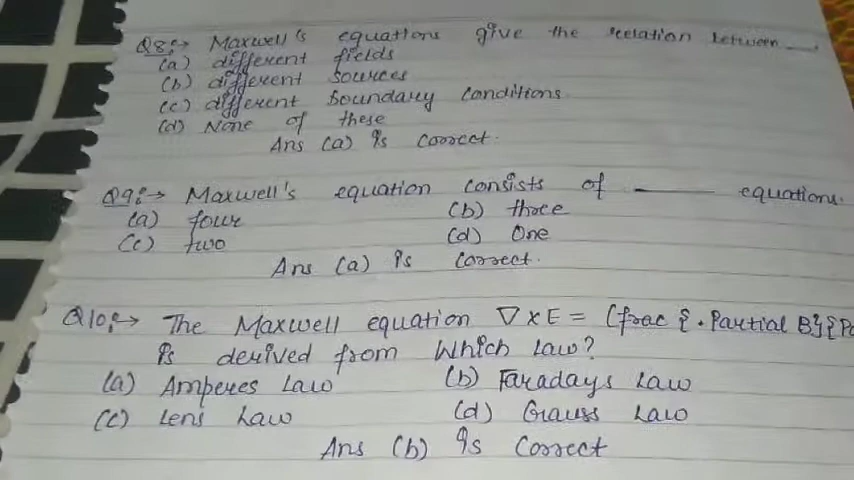 Q8:→ Maxwell's equations give the relation between ___.
(a) different fields
(b) different sources
(c) different boundary conditions.
(d) None of these
Ans (a) is correct.
Q9:→ Maxwell's equation consists of ______ equations.
(a) four (b) three
(c) two (d) One
Ans (a) is correct.
Q10:→ The Maxwell equation ∇×E = (frac {.Partial B}{Pa
is derived from which law?
(a) Amperes Law (b) Faradays Law
(c) Lens Law (d) Gauss Law
Ans (b) is correct